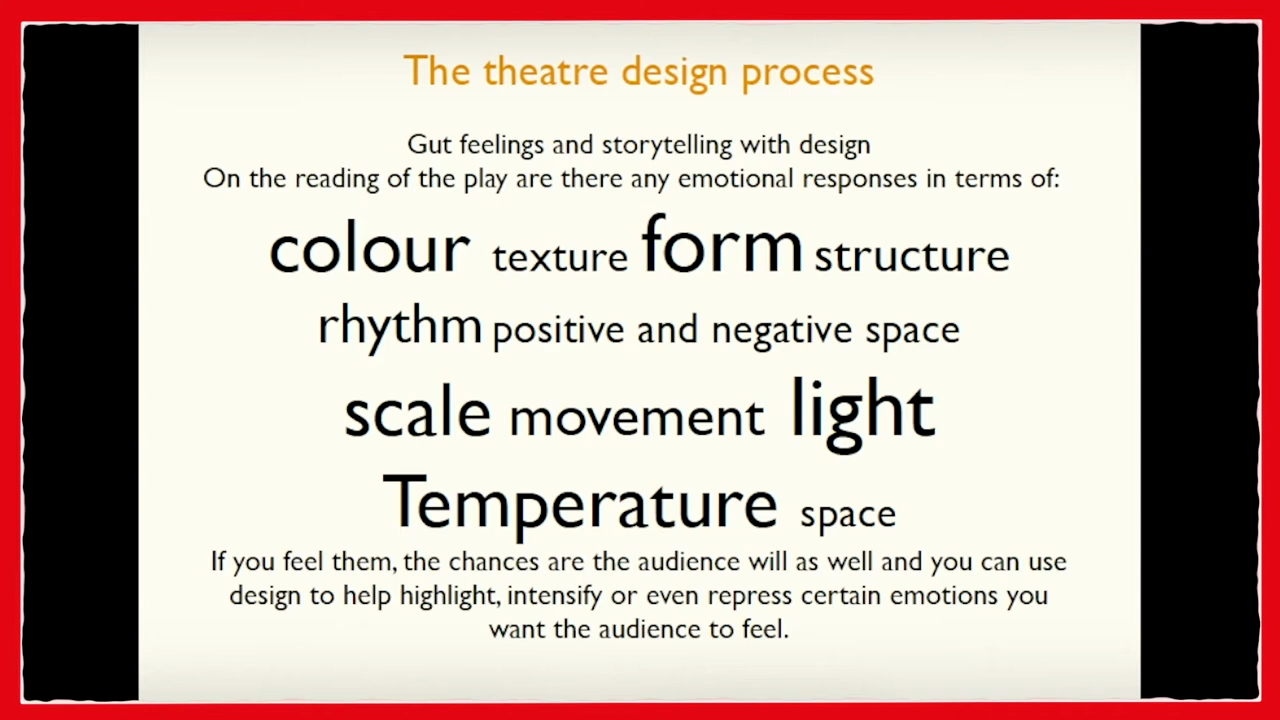 The theatre design process
Gut feelings and storytelling with design
On the reading of the play are there any emotional responses in terms of:
colour texture form structure
rhythm positive and negative space
scale movement light
Temperature space
If you feel them, the chances are the audience will as well and you can use
design to help highlight, intensify or even repress certain emotions you
want the audience to feel.